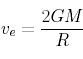 v_e = \frac{2GM}{R}